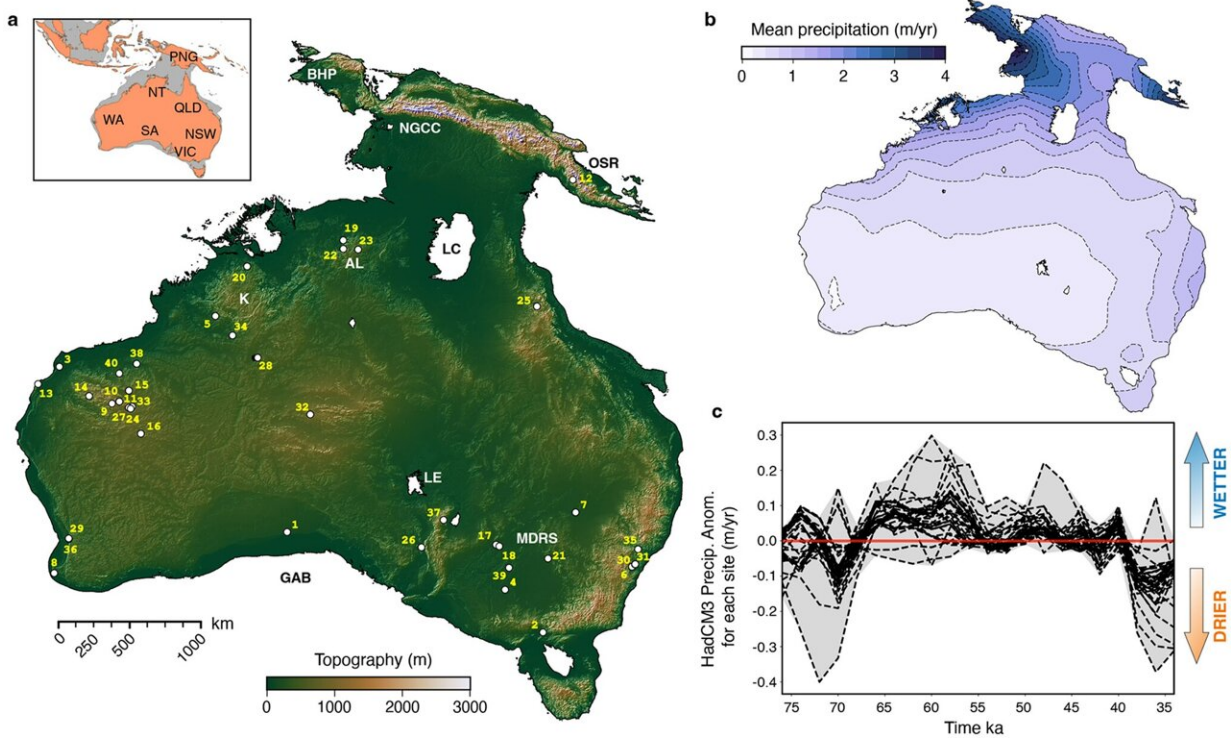 a
PNG
NT
QLD
WA
SA
NSW
VIC
BHP
NGCC
OSR
12
19
22
23
AL
LC
20
K
25
5
34
3
38
40
28
13
14
10
15
11
33
9
27
24
32
16
LE
7
37
29
1
17
MDRS
35
26
36
18
21
30
31
8
GAB
39
4
6
2
0
250
500
1000
km
Topography (m)
0 1000 2000 3000
b
Mean precipitation (m/yr)
0 1 2 3 4
c
0.3
0.2
0.1
0.0
-0.1
-0.2
-0.3
-0.4
HadCM3 Precip. Anom.
for each site (m/yr)
75 70 65 60 55 50 45 40 35
Time ka
WETTER
DRIER